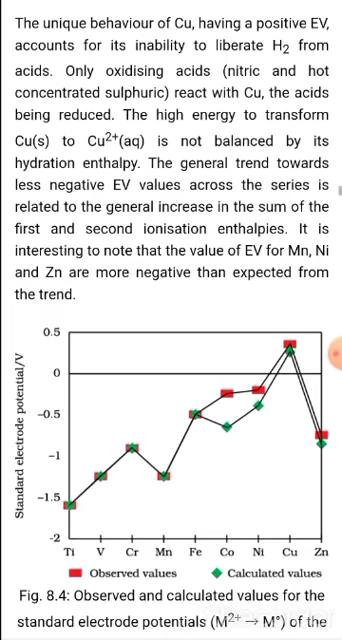 The unique behaviour of Cu, having a positive EV,
accounts for its inability to liberate H2 from
acids. Only oxidising acids (nitric and hot
concentrated sulphuric) react with Cu, the acids
being reduced. The high energy to transform
Cu(s) to Cu2+(aq) is not balanced by its
hydration enthalpy. The general trend towards
less negative EV values across the series is
related to the general increase in the sum of the
first and second ionisation enthalpies. It is
interesting to note that the value of EV for Mn, Ni
and Zn are more negative than expected from
the trend.
Standard electrode potential/V
0.5
0
-0.5
-1
-1.5
-2
Ti V Cr Mn Fe Co Ni Cu Zn
Observed values Calculated values
Fig. 8.4: Observed and calculated values for the
standard electrode potentials (M2+ → M°) of the